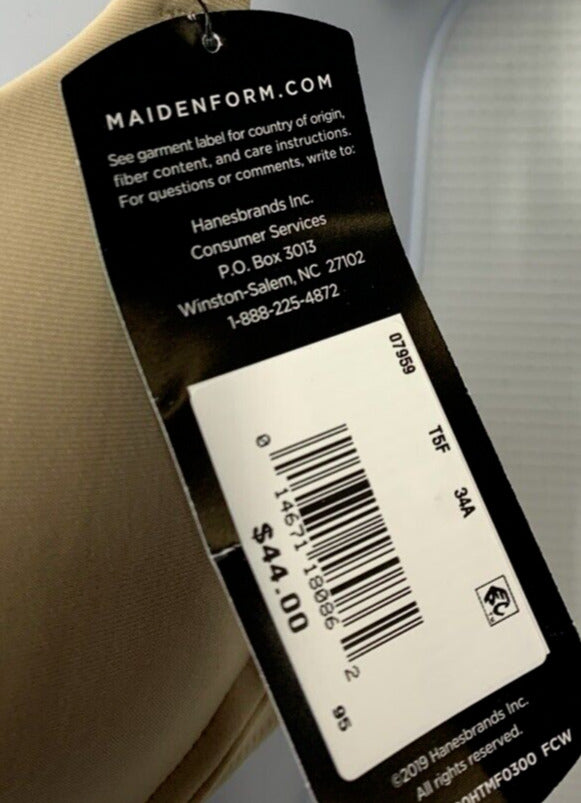 MAIDENFORM.COM
See garment label for country of origin,
fiber content, and care instructions.
For questions or comments, write to:
Hanesbrands Inc.
Consumer Services
P.O. Box 3013
Winston-Salem, NC 27102
1-888-225-4872
07959 T5F 34A
0 14671 18086 2
$44.00
95
©2019 Hanesbrands Inc.
All rights reserved.
QHTMF0300 FCW